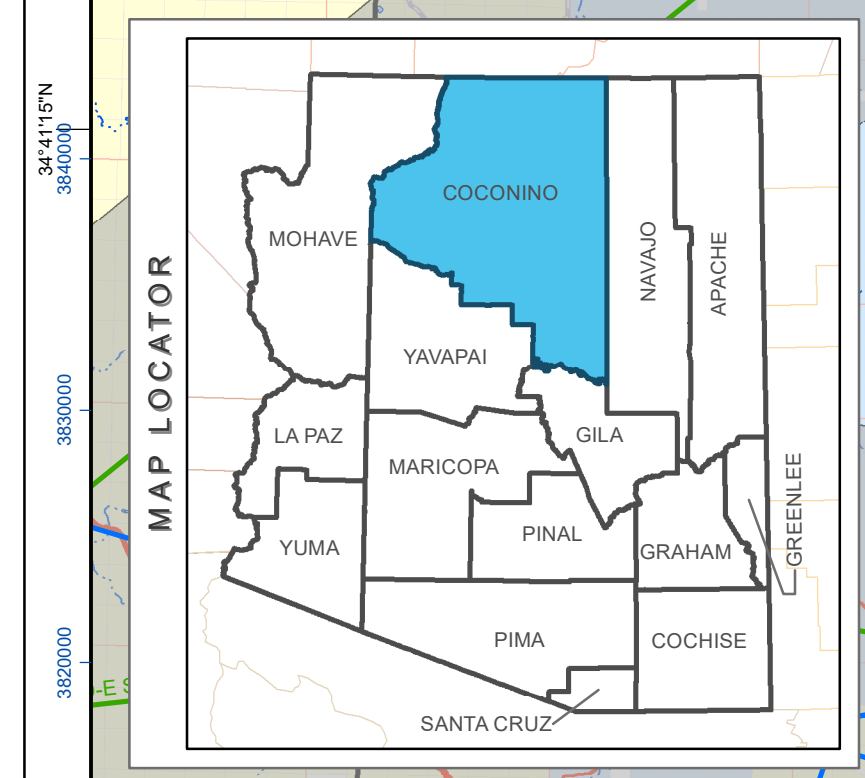 34°41'15"N
3840000
3830000
3820000
-E S
MAP LOCATOR
COCONINO
MOHAVE
NAVAJO
APACHE
YAVAPAI
LA PAZ
GILA
MARICOPA
GREENLEE
PINAL
YUMA
GRAHAM
PIMA
COCHISE
SANTA CRUZ